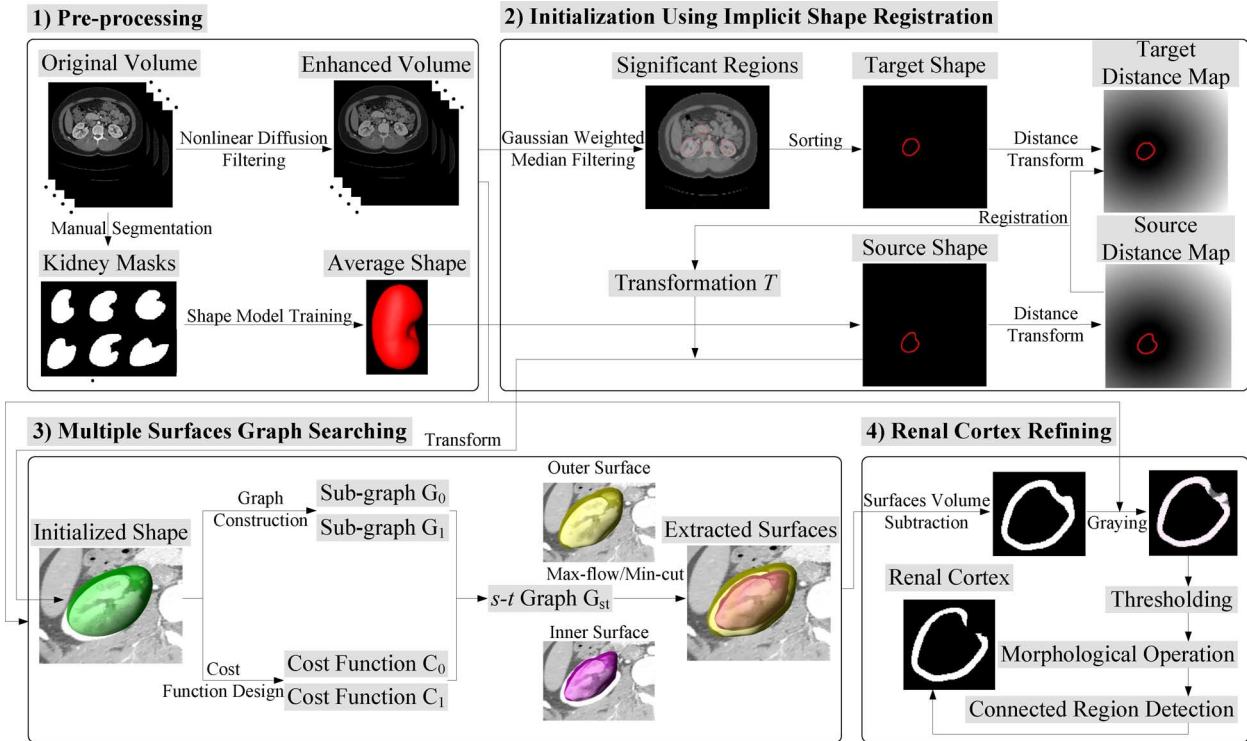 1) Pre-processing
Original Volume
Enhanced Volume
Nonlinear Diffusion
Filtering
Manual Segmentation
Kidney Masks
Average Shape
Shape Model Training
2) Initialization Using Implicit Shape Registration
Significant Regions
Target Shape
Target
Distance Map
Gaussian Weighted
Median Filtering
Sorting
Distance
Transform
Registration
Source Shape
Source
Distance Map
Transformation T
Distance
Transform
3) Multiple Surfaces Graph Searching
Transform
Initialized Shape
Graph
Construction
Sub-graph G₀
Sub-graph G₁
Cost
Function Design
Cost Function C₀
Cost Function C₁
Outer Surface
Max-flow/Min-cut
s-t Graph Gst
Inner Surface
Extracted Surfaces
4) Renal Cortex Refining
Surfaces Volume
Subtraction
Graying
Renal Cortex
Thresholding
Morphological Operation
Connected Region Detection